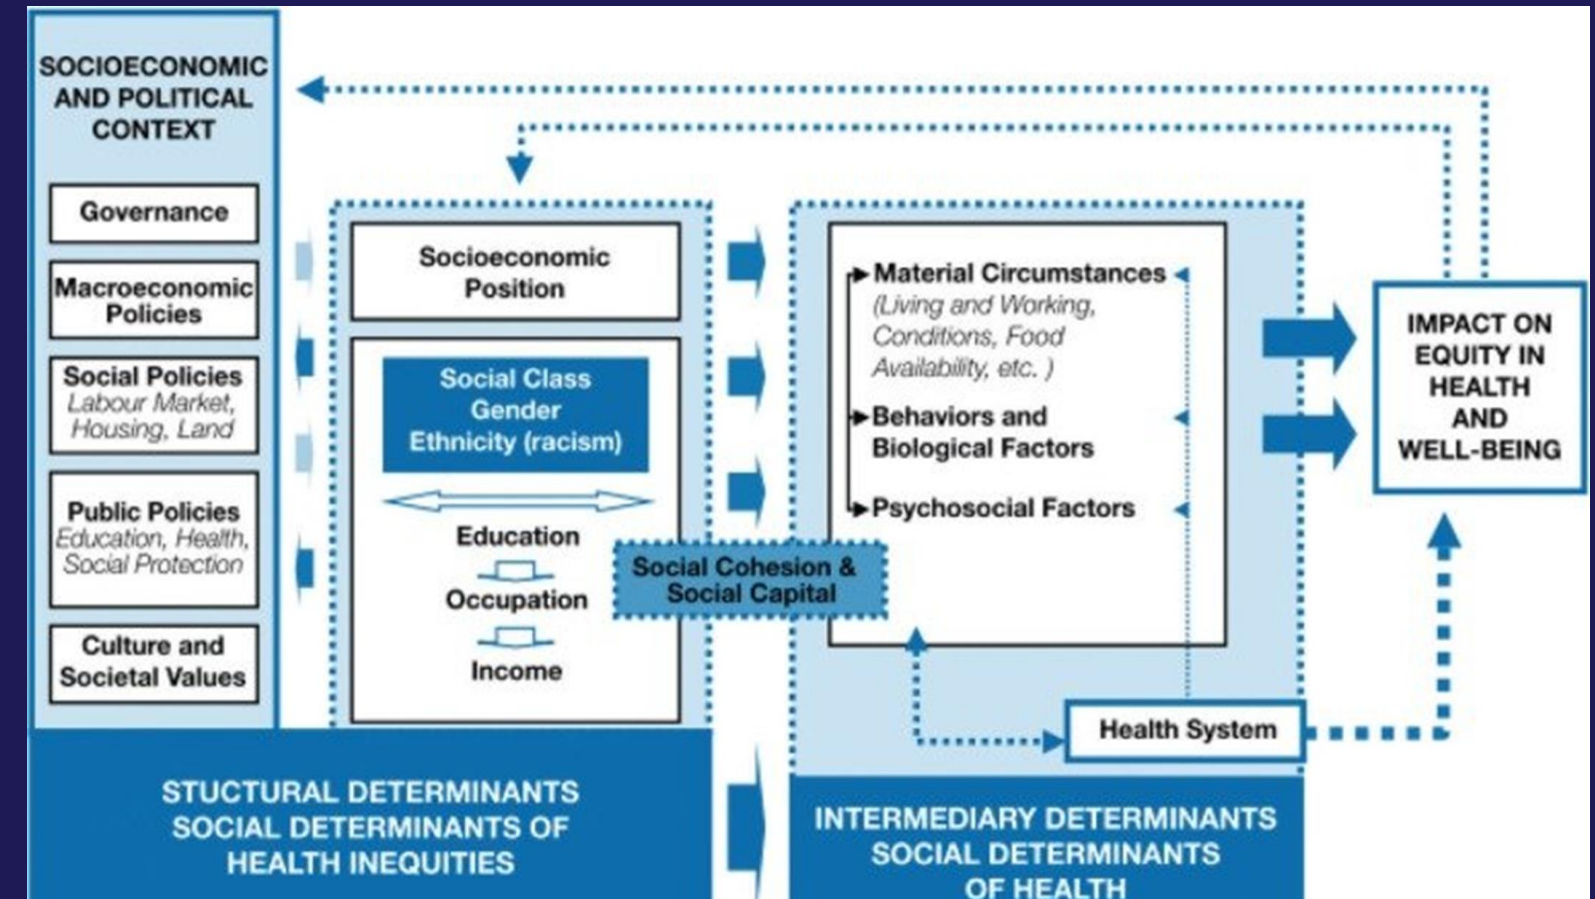 SOCIOECONOMIC
AND POLITICAL
CONTEXT
Governance
Macroeconomic
Policies
Social Policies
Labour Market,
Housing, Land
Public Policies
Education, Health,
Social Protection
Culture and
Societal Values
Socioeconomic
Position
Social Class
Gender
Ethnicity (racism)
Education
Occupation
Income
Social Cohesion &
Social Capital
Material Circumstances
(Living and Working,
Conditions, Food
Availability, etc. )
Behaviors and
Biological Factors
Psychosocial Factors
Health System
IMPACT ON
EQUITY IN
HEALTH
AND
WELL-BEING
STUCTURAL DETERMINANTS
SOCIAL DETERMINANTS OF
HEALTH INEQUITIES
INTERMEDIARY DETERMINANTS
SOCIAL DETERMINANTS
OF HEALTH